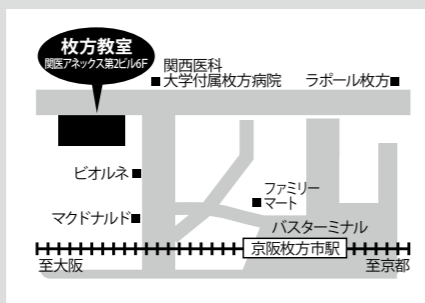 枚方教室
関医アネックス第2ビル6F
関西医科
■大学付属枚方病院
ラポール枚方■
ビオルネ■
ファミリー
■マート
マクドナルド■
バスターミナル
京阪枚方市駅
至大阪
至京都